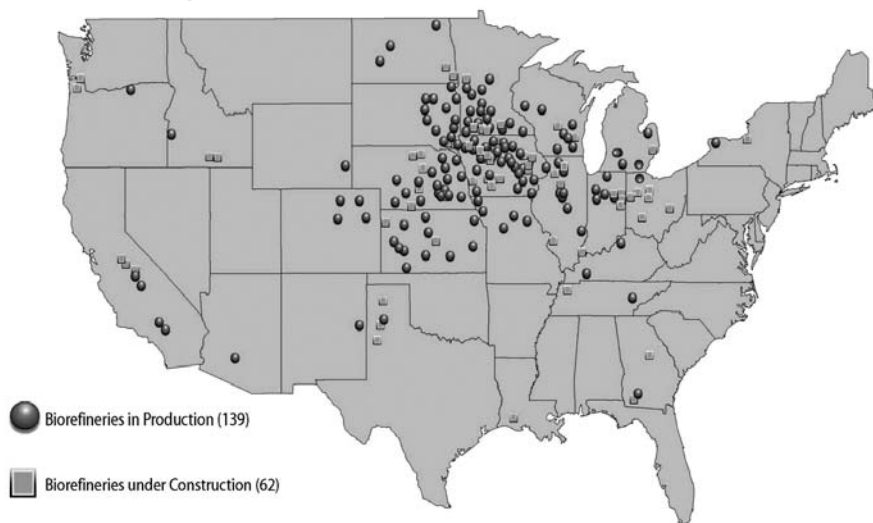 Biorefineries in Production (139)
Biorefineries under Construction (62)